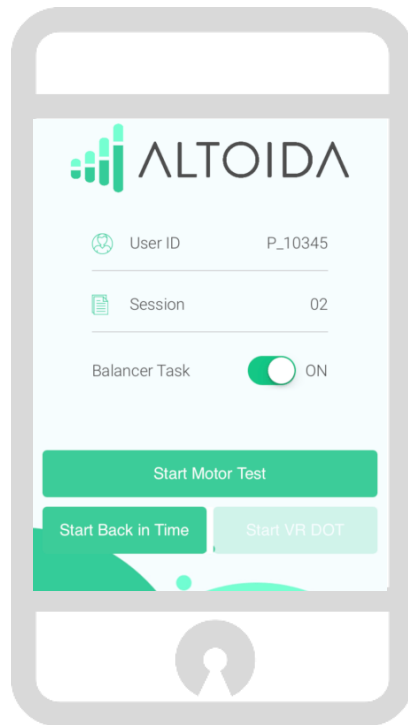 ALTOIDA
User ID P_10345
Session 02
Balancer Task ON
Start Motor Test
Start Back in Time Start VR DOT